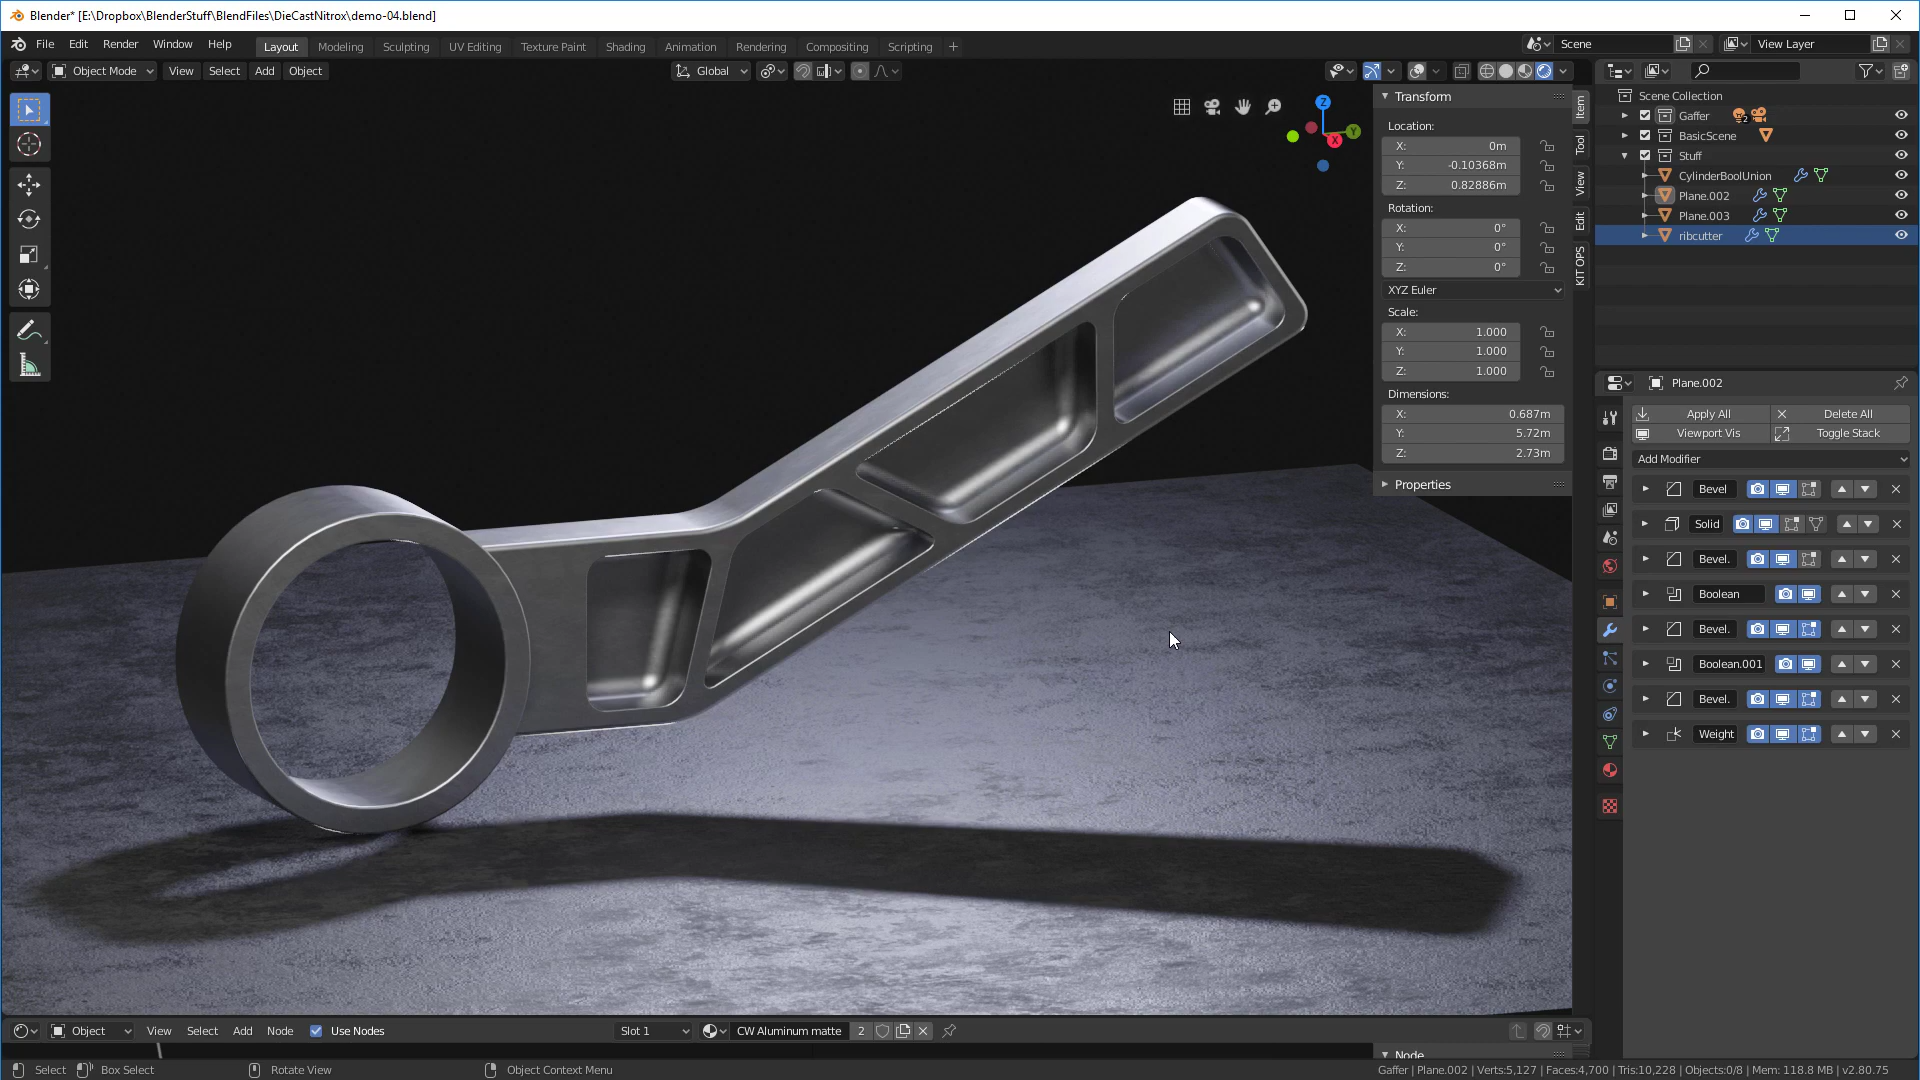 Blender* [E:\Dropbox\BlenderStuff\BlendFiles\DieCastNitrox\demo-04.blend]
File Edit Render Window Help Layout Modeling Sculpting UV Editing Texture Paint Shading Animation Rendering Compositing Scripting + Scene View Layer
Object Mode View Select Add Object Global
Z
Y
X
Transform
Location:
X: 0m
Y: -0.10368m
Z: 0.82886m
Rotation:
X: 0°
Y: 0°
Z: 0°
XYZ Euler
Scale:
X: 1.000
Y: 1.000
Z: 1.000
Dimensions:
X: 0.687m
Y: 5.72m
Z: 2.73m
Properties
Item
Tool
View
Edit
KIT OPS
Scene Collection
Gaffer 2
BasicScene
Stuff
CylinderBoolUnion
Plane.002
Plane.003
ribcutter
Plane.002
Apply All Delete All
Viewport Vis Toggle Stack
Add Modifier
Bevel
Solid
Bevel.
Boolean
Bevel.
Boolean.001
Bevel.
Weight
Object View Select Add Node Use Nodes Slot 1 CW Aluminum matte 2
Node
Select Box Select Rotate View Object Context Menu Gaffer | Plane.002 | Verts:5,127 | Faces:4,700 | Tris:10,228 | Objects:0/8 | Mem: 118.8 MB | v2.80.75